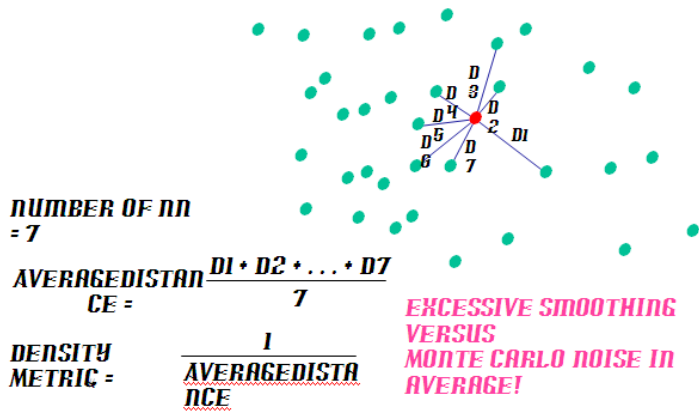 D
3
D
4
D
2
D
5
D1
D
6
D
7
NUMBER OF NN
= 7
AVERAGEDISTAN
CE =
D1 + D2 + . . . + D7
7
DENSITY
METRIC =
1
AVERAGEDISTA
NCE
EXCESSIVE SMOOTHING
VERSUS
MONTE CARLO NOISE IN
AVERAGE!